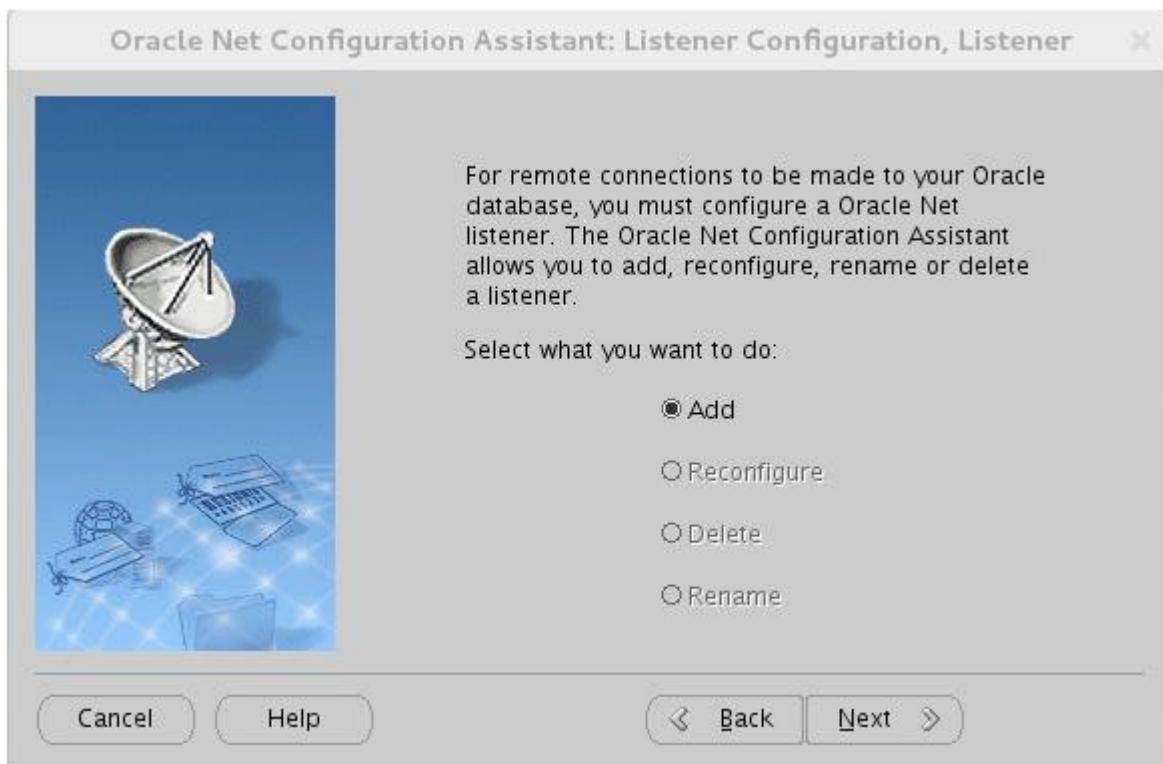 Oracle Net Configuration Assistant: Listener Configuration, Listener
For remote connections to be made to your Oracle
database, you must configure a Oracle Net
listener. The Oracle Net Configuration Assistant
allows you to add, reconfigure, rename or delete
a listener.
Select what you want to do:
Add
Reconfigure
Delete
Rename
Cancel Help Back Next